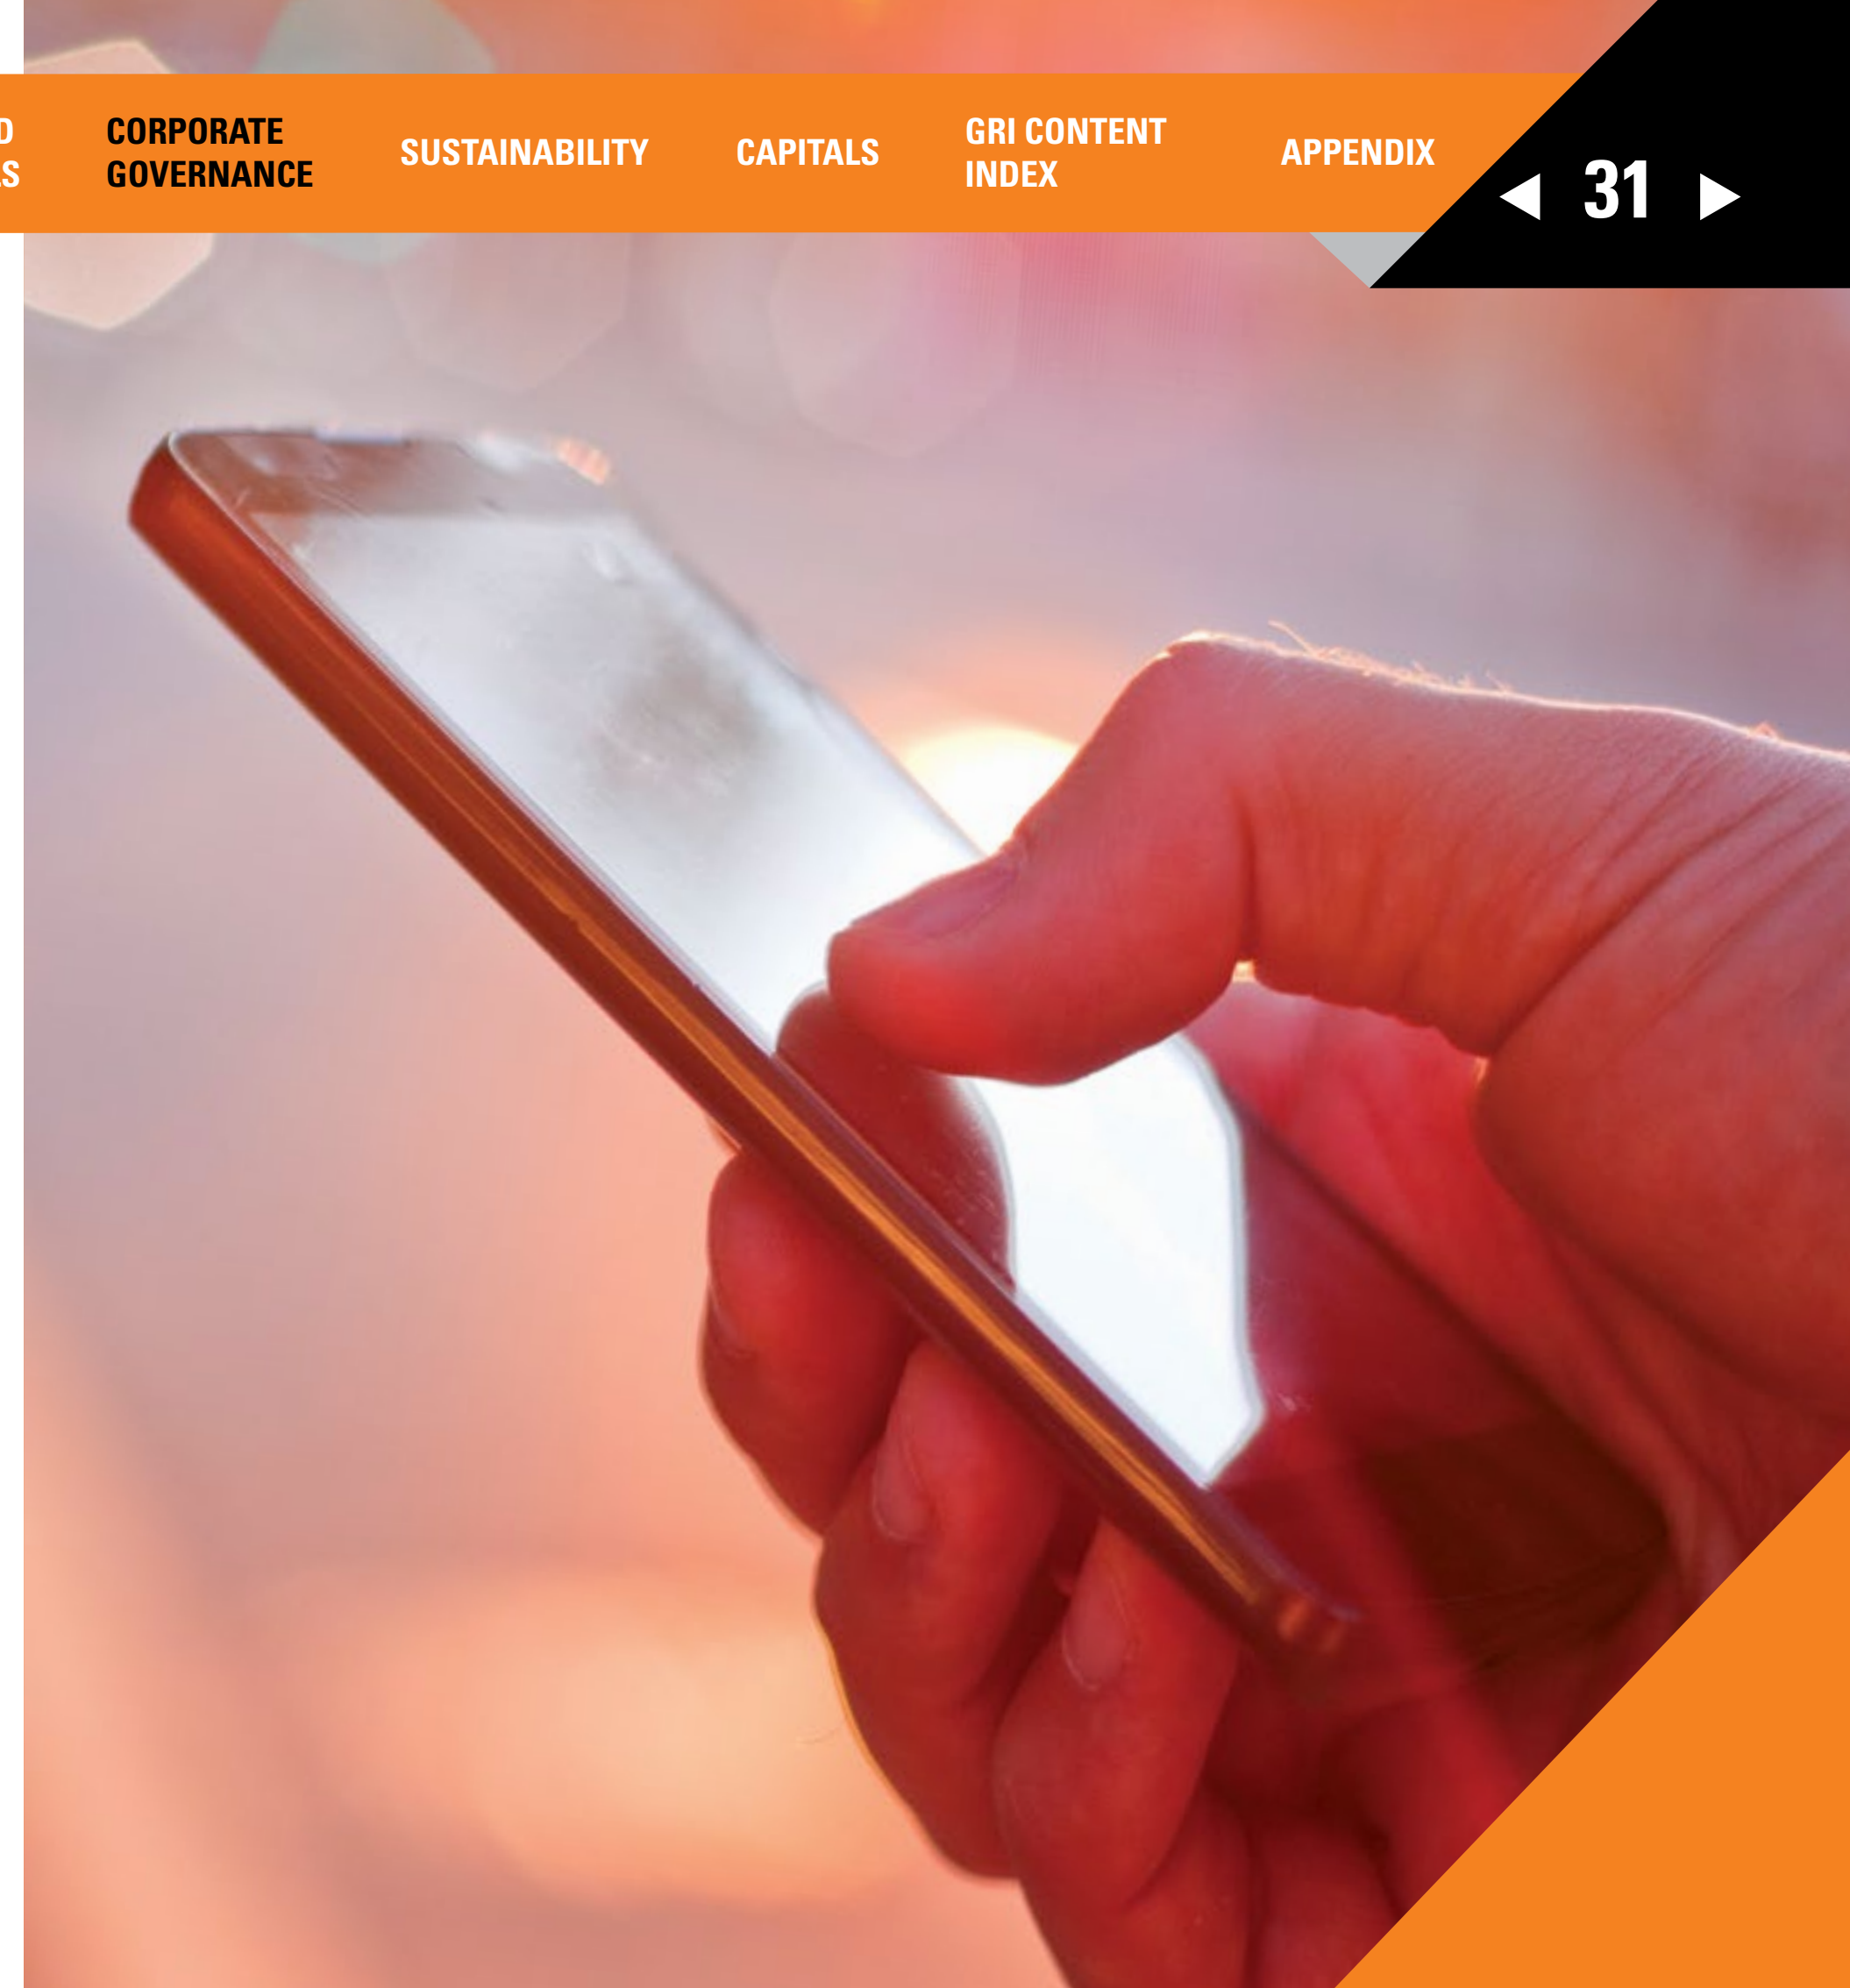 CORPORATE
GOVERNANCE
SUSTAINABILITY
CAPITALS
GRI CONTENT
INDEX
APPENDIX
31